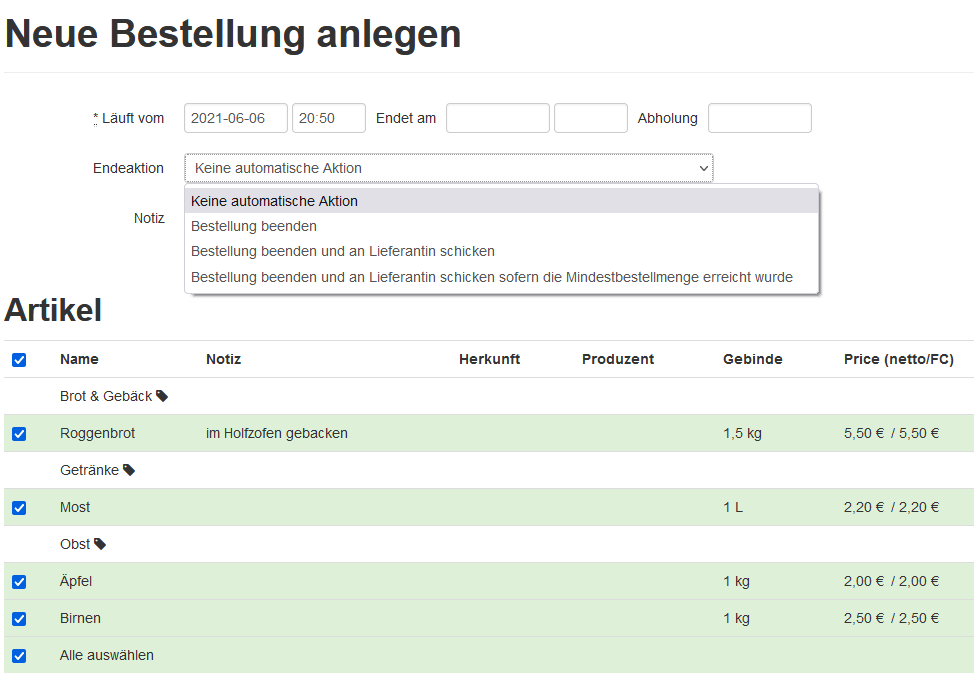 Neue Bestellung anlegen
* Läuft vom 2021-06-06 20:50 Endet am Abholung
Endeaktion Keine automatische Aktion
Keine automatische Aktion
Notiz
Bestellung beenden
Bestellung beenden und an Lieferantin schicken
Bestellung beenden und an Lieferantin schicken sofern die Mindestbestellmenge erreicht wurde
Artikel
Name Notiz Herkunft Produzent Gebinde Price (netto/FC)
Brot & Gebäck
Roggenbrot im Holfzofen gebacken 1,5 kg 5,50 € / 5,50 €
Getränke
Most 1 L 2,20 € / 2,20 €
Obst
Äpfel 1 kg 2,00 € / 2,00 €
Birnen 1 kg 2,50 € / 2,50 €
Alle auswählen